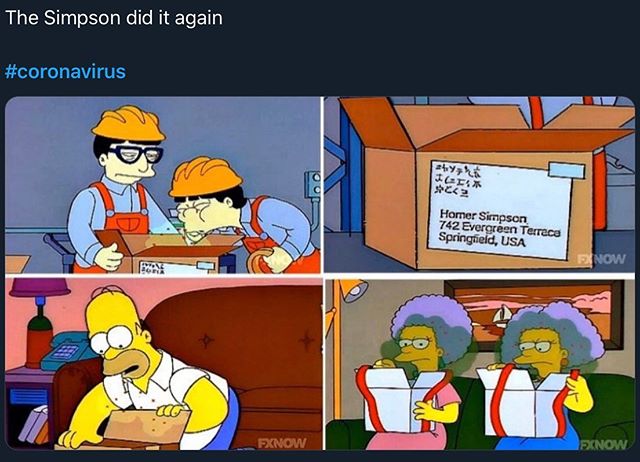 The Simpson did it again
#coronavirus
Homer Simpson
742 Evergreen Terrace
Springfield, USA
FXNOW
FXNOW
FXNOW